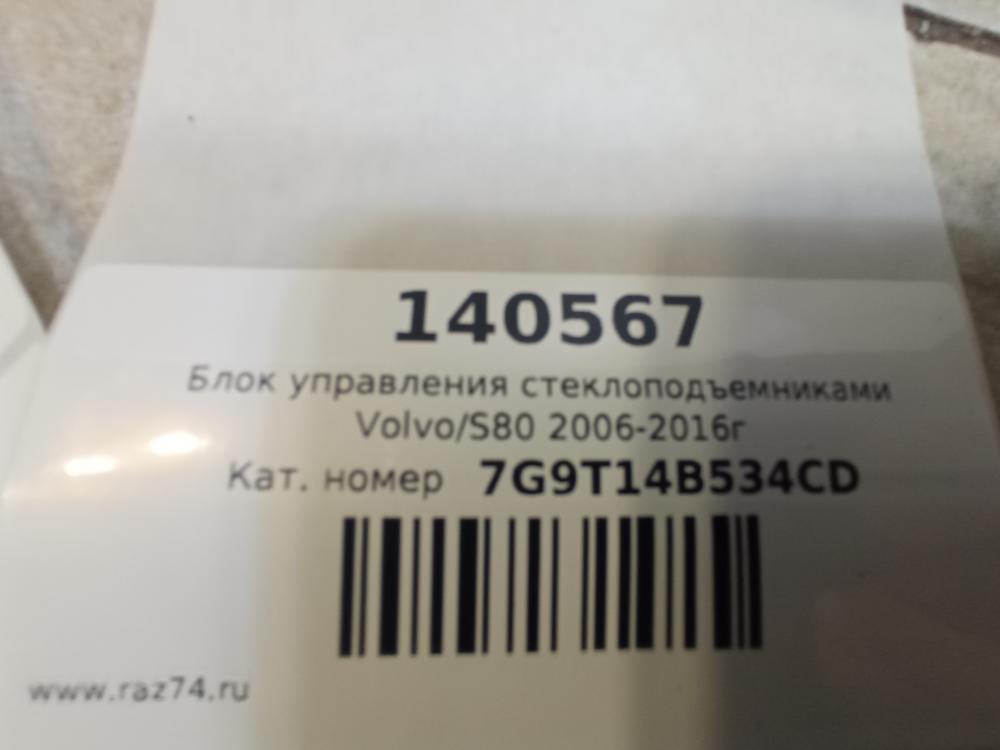 140567
Блок управления стеклоподъемниками
Volvo/S80 2006-2016г
Кат. номер 7G9T14B534CD
www.raz74.ru